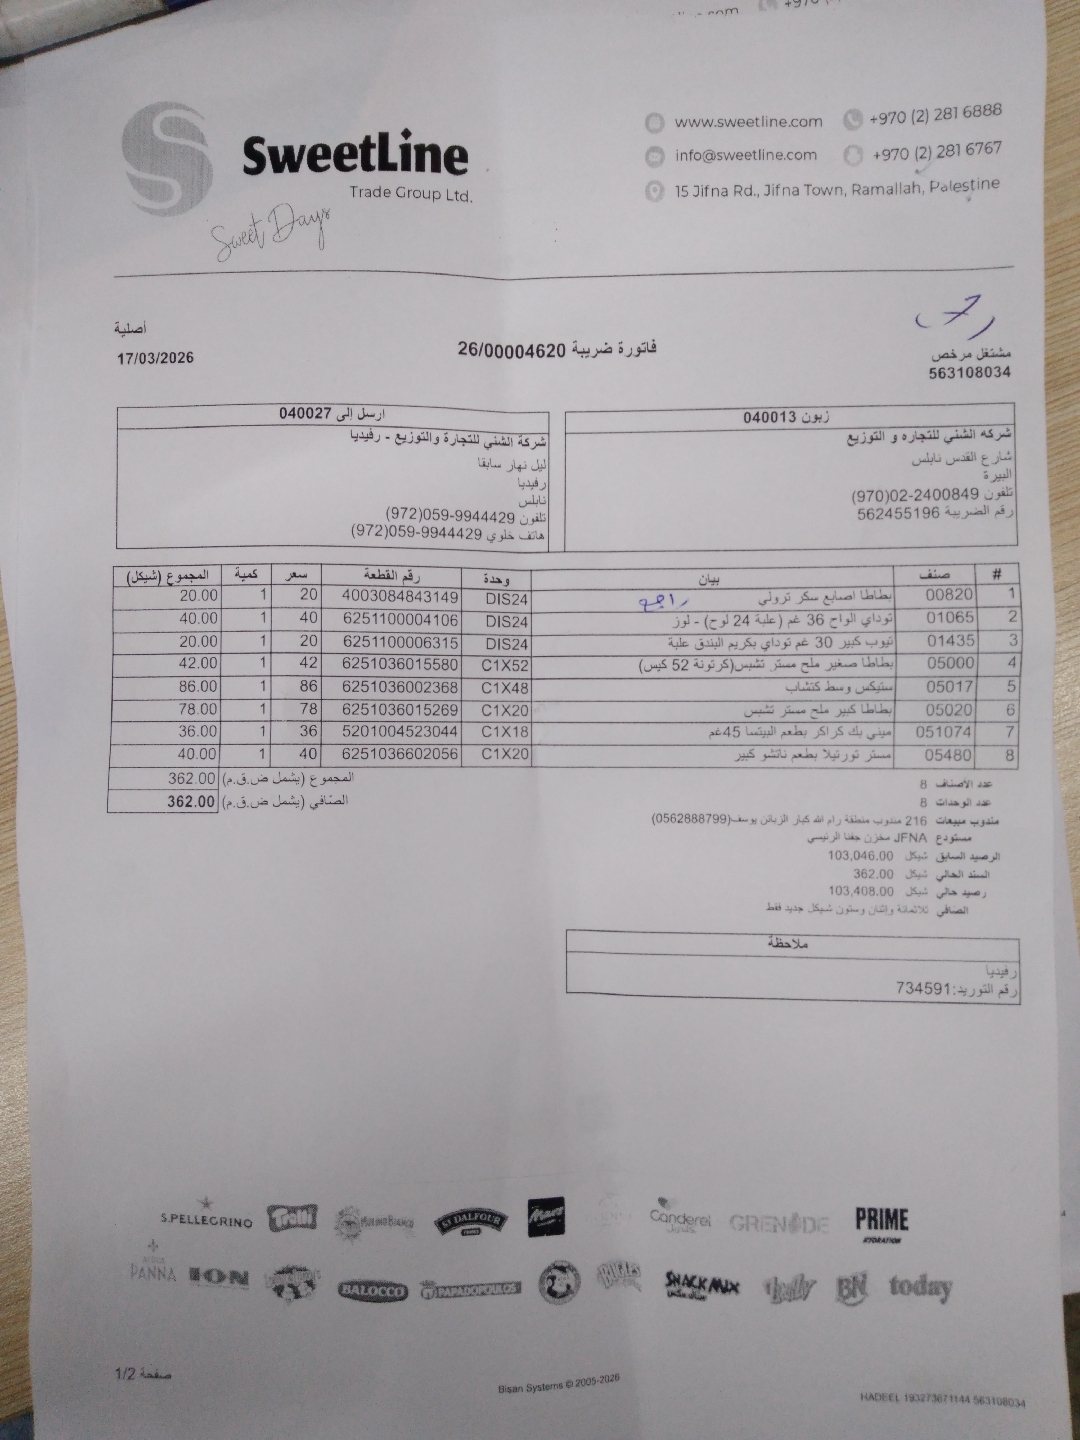 SweetLine
Trade Group Ltd.
Sweet Days
www.sweetline.com +970 (2) 281 6888
info@sweetline.com +970 (2) 281 6767
15 Jifna Rd., Jifna Town, Ramallah, Palestine
(7)
أصلية
17/03/2026
فاتورة ضريبة 26/00004620
مشتغل مرخص
563108034
زبون 040013
شركه الشني للتجاره و التوزيع
شارع القدس نابلس
البيرة
تلفون 02-2400849(970)
رقم الضريبة 562455196
ارسل إلى 040027
شركة الشني للتجارة والتوزيع - رفيديا
ليل نهار سابقا
رفيديا
نابلس
تلفون 059-9944429(972)
هاتف خلوي 059-9944429(972)
# صنف بيان وحدة رقم القطعة سعر كمية المجموع (شيكل)
1 00820 بطاطا اصابع سكر ترولي راجع DIS24 4003084843149 20 1 20.00
2 01065 توداي الواح 36 غم (علبة 24 لوح) - لوز DIS24 6251100004106 40 1 40.00
3 01435 تيوب كبير 30 غم توداي بكريم البندق علبة DIS24 6251100006315 20 1 20.00
4 05000 بطاطا صغير ملح مستر تشبس(كرتونة 52 كيس) C1X52 6251036015580 42 1 42.00
5 05017 ستيكس وسط كتشاب C1X48 6251036002368 86 1 86.00
6 05020 بطاطا كبير ملح مستر تشبس C1X20 6251036015269 78 1 78.00
7 051074 ميني بك كراكر بطعم البيتسا 45غم C1X18 5201004523044 36 1 36.00
8 05480 مستر تورتيلا بطعم ناتشو كبير C1X20 6251036602056 40 1 40.00
المجموع (يشمل ض.ق.م) 362.00
الصافي (يشمل ض.ق.م) 362.00
عدد الأصناف 8
عدد الوحدات 8
مندوب مبيعات 216 مندوب منطقة رام الله كبار الزبائن يوسف(0562888799)
مستودع JFNA مخزن جفنا الرئيسي
الرصيد السابق شيكل 103,046.00
السند الحالي شيكل 362.00
رصيد حالي شيكل 103,408.00
الصافي ثلاثمائة وإثنان وستون شيكل جديد فقط
ملاحظة
رفيديا
رقم التوريد:734591
S.PELLEGRINO Trolli MULINO BIANCO ST DALFOUR Mars Canderel GRENADE PRIME HYDRATION
ACQUA PANNA ION BALOCCO PAPADOPOULOS SNACK MIX BN today
صفحة 1/2
Bisan Systems © 2005-2026
HADEEL 193273671144 563108034